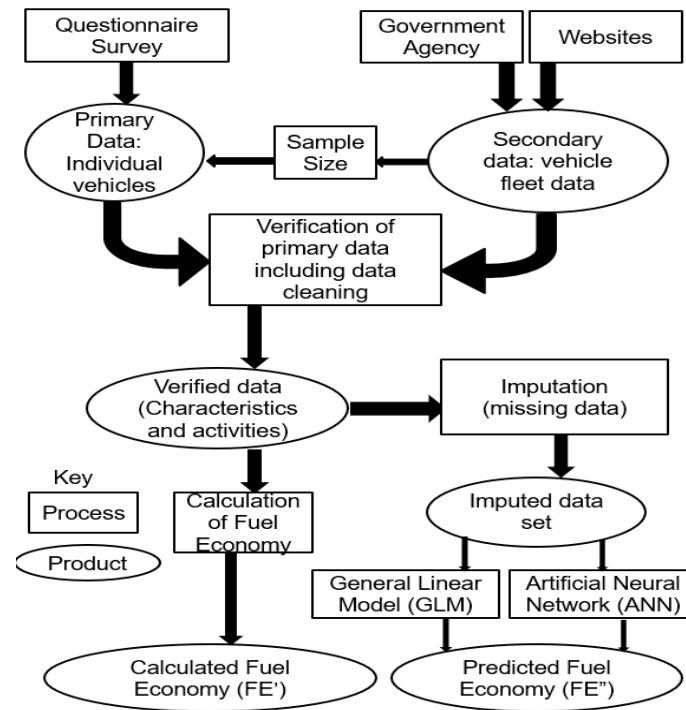 Questionnaire
Survey
Government
Agency
Websites
Primary
Data:
Individual
vehicles
Sample
Size
Secondary
data: vehicle
fleet data
Verification of
primary data
including data
cleaning
Verified data
(Characteristics
and activities)
Imputation
(missing data)
Key
Process
Product
Calculation
of Fuel
Economy
Imputed data
set
General Linear
Model (GLM)
Artificial Neural
Network (ANN)
Calculated Fuel
Economy (FE’)
Predicted Fuel
Economy (FE”)